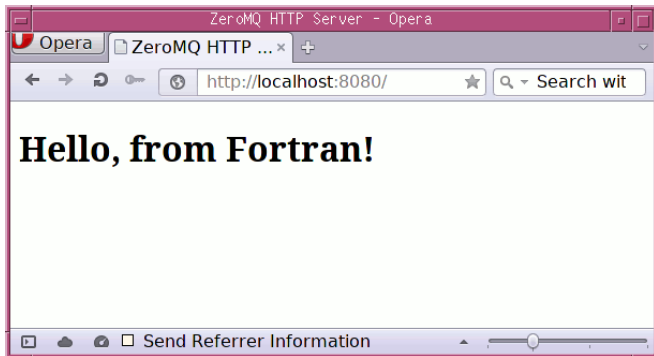 ZeroMQ HTTP Server - Opera
Opera
ZeroMQ HTTP ...
http://localhost:8080/
Search wit
Hello, from Fortran!
Send Referrer Information